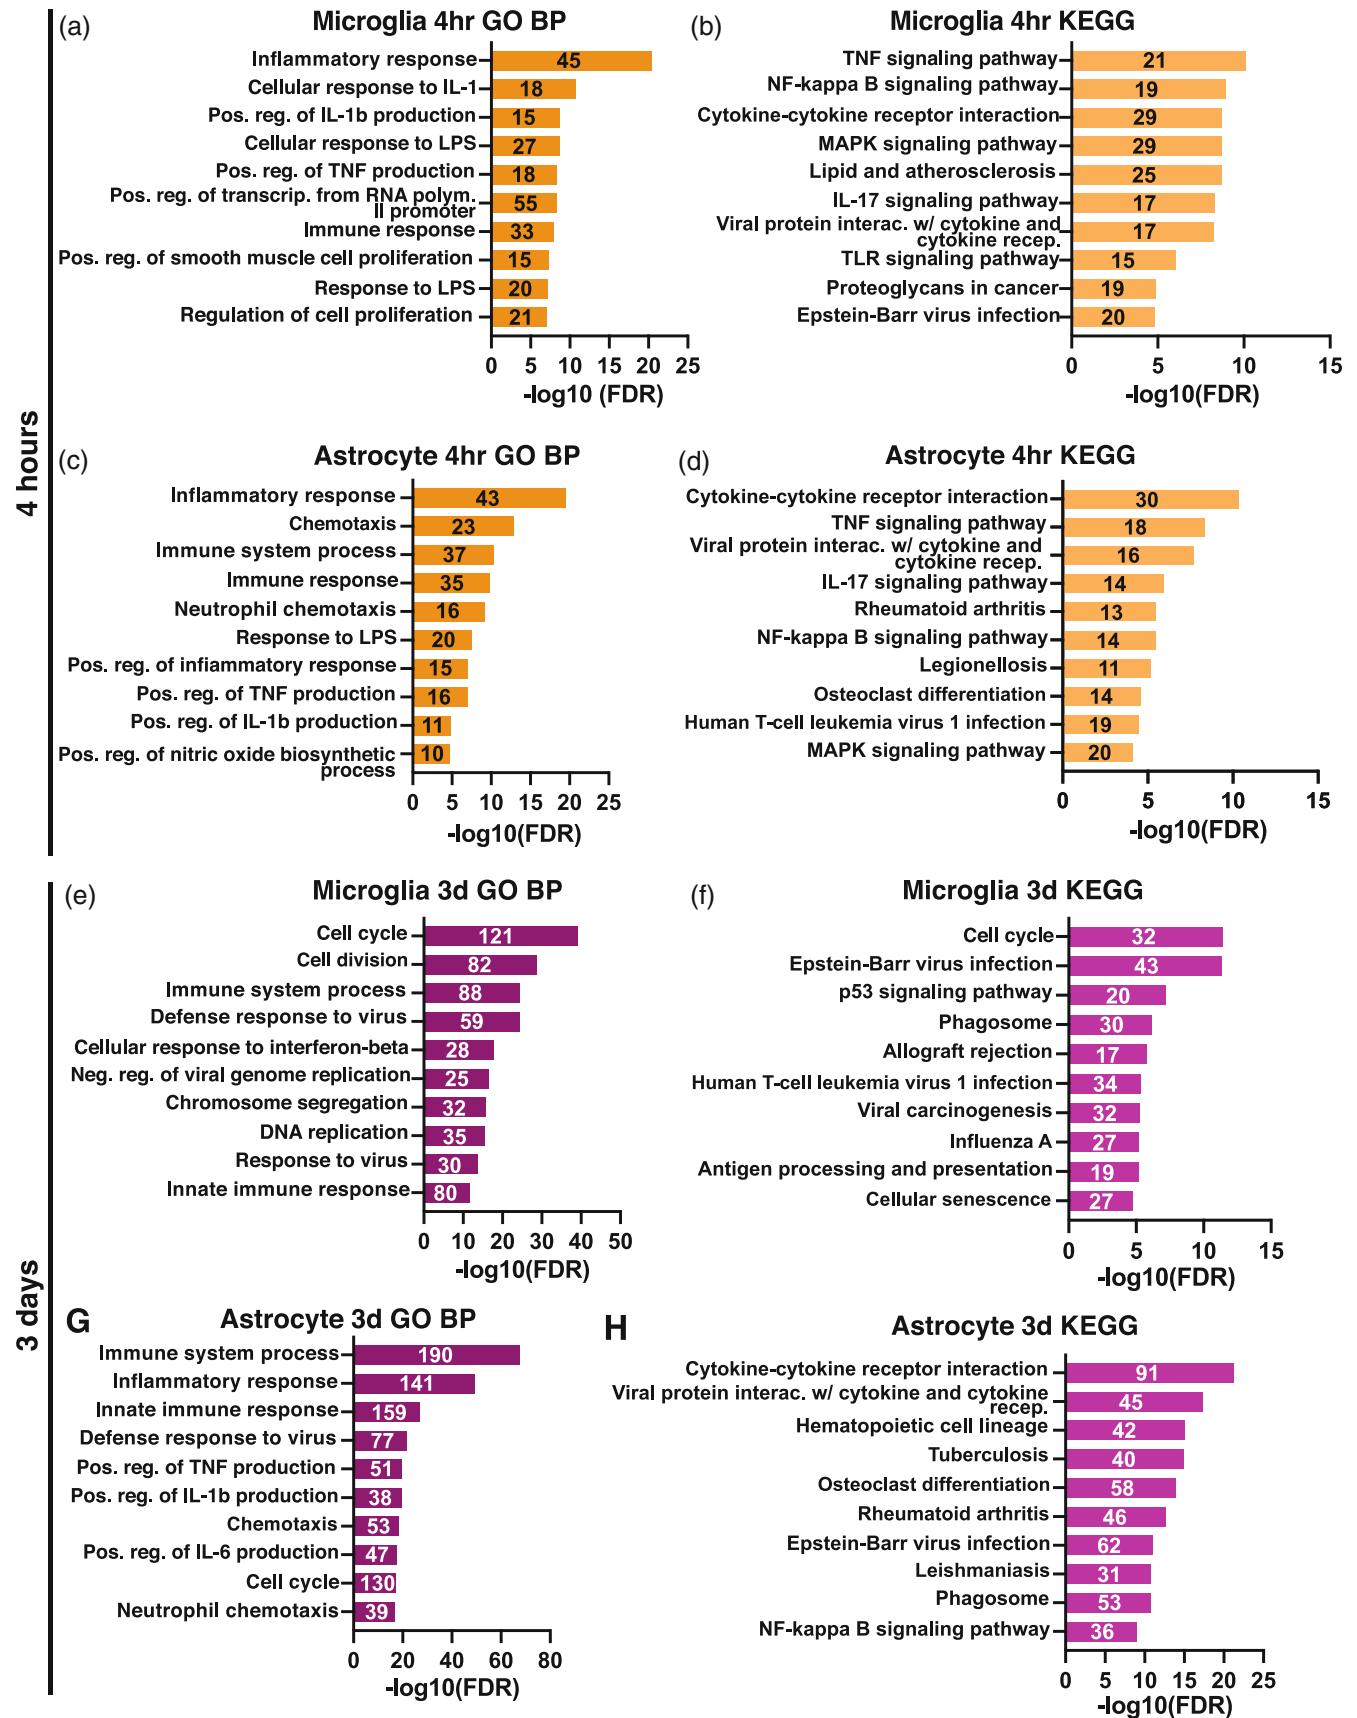 4 hours
(a)
Microglia 4hr GO BP
Inflammatory response
45
Cellular response to IL-1
18
Pos. reg. of IL-1b production
15
Cellular response to LPS
27
Pos. reg. of TNF production
18
Pos. reg. of transcrip. from RNA polym.
II promoter
55
Immune response
33
Pos. reg. of smooth muscle cell proliferation
15
Response to LPS
20
Regulation of cell proliferation
21
0 5 10 15 20 25
-log10 (FDR)
(b)
Microglia 4hr KEGG
TNF signaling pathway
21
NF-kappa B signaling pathway
19
Cytokine-cytokine receptor interaction
29
MAPK signaling pathway
29
Lipid and atherosclerosis
25
IL-17 signaling pathway
17
Viral protein interac. w/ cytokine and
cytokine recep.
17
TLR signaling pathway
15
Proteoglycans in cancer
19
Epstein-Barr virus infection
20
0 5 10 15
-log10(FDR)
(c)
Astrocyte 4hr GO BP
Inflammatory response
43
Chemotaxis
23
Immune system process
37
Immune response
35
Neutrophil chemotaxis
16
Response to LPS
20
Pos. reg. of infiammatory response
15
Pos. reg. of TNF production
16
Pos. reg. of IL-1b production
11
Pos. reg. of nitric oxide biosynthetic
process
10
0 5 10 15 20 25
-log10(FDR)
(d)
Astrocyte 4hr KEGG
Cytokine-cytokine receptor interaction
30
TNF signaling pathway
18
Viral protein interac. w/ cytokine and
cytokine recep.
16
IL-17 signaling pathway
14
Rheumatoid arthritis
13
NF-kappa B signaling pathway
14
Legionellosis
11
Osteoclast differentiation
14
Human T-cell leukemia virus 1 infection
19
MAPK signaling pathway
20
0 5 10 15
-log10(FDR)
3 days
(e)
Microglia 3d GO BP
Cell cycle
121
Cell division
82
Immune system process
88
Defense response to virus
59
Cellular response to interferon-beta
28
Neg. reg. of viral genome replication
25
Chromosome segregation
32
DNA replication
35
Response to virus
30
Innate immune response
80
0 10 20 30 40 50
-log10(FDR)
(f)
Microglia 3d KEGG
Cell cycle
32
Epstein-Barr virus infection
43
p53 signaling pathway
20
Phagosome
30
Allograft rejection
17
Human T-cell leukemia virus 1 infection
34
Viral carcinogenesis
32
Influenza A
27
Antigen processing and presentation
19
Cellular senescence
27
0 5 10 15
-log10(FDR)
G
Astrocyte 3d GO BP
Immune system process
190
Inflammatory response
141
Innate immune response
159
Defense response to virus
77
Pos. reg. of TNF production
51
Pos. reg. of IL-1b production
38
Chemotaxis
53
Pos. reg. of IL-6 production
47
Cell cycle
130
Neutrophil chemotaxis
39
0 20 40 60 80
-log10(FDR)
H
Astrocyte 3d KEGG
Cytokine-cytokine receptor interaction
91
Viral protein interac. w/ cytokine and cytokine
recep.
45
Hematopoietic cell lineage
42
Tuberculosis
40
Osteoclast differentiation
58
Rheumatoid arthritis
46
Epstein-Barr virus infection
62
Leishmaniasis
31
Phagosome
53
NF-kappa B signaling pathway
36
0 5 10 15 20 25
-log10(FDR)